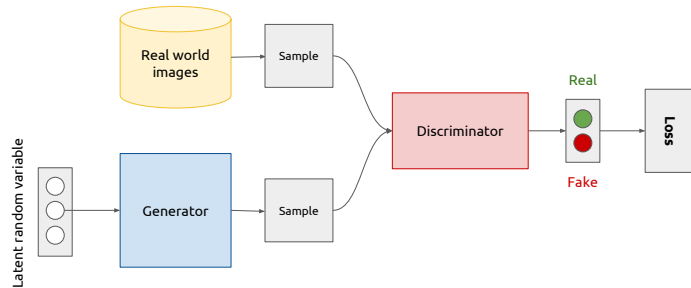 Real world
images
Sample
Real
Discriminator
Loss
Fake
Latent random variable
Generator
Sample